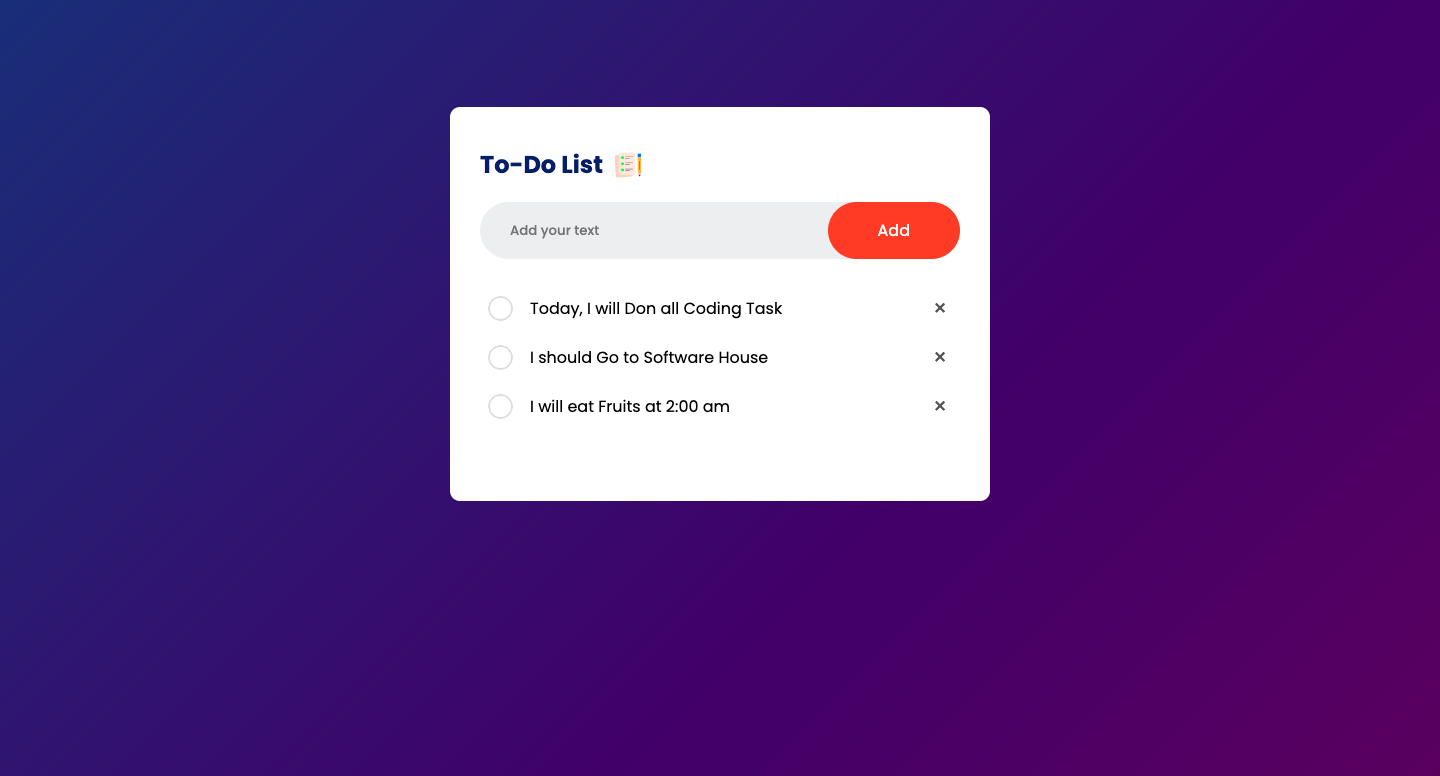 To-Do List
Add your text
Add
Today, I will Don all Coding Task
×
I should Go to Software House
×
I will eat Fruits at 2:00 am
×